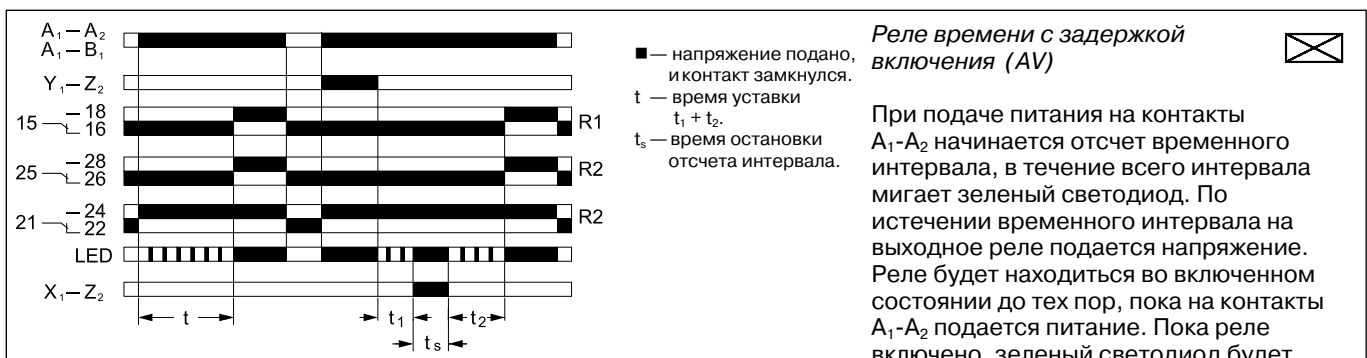 A₁ – A₂
A₁ – B₁
Y₁ – Z₂
15 – 18
16
R1
25 – 28
26
R2
21 – 24
22
R2
LED
X₁ – Z₂
t
t₁
t₂
tₛ
■ — напряжение подано,
и контакт замкнулся.
t — время уставки
t₁ + t₂.
tₛ — время остановки
отсчета интервала.
Реле времени с задержкой
включения (AV)
При подаче питания на контакты
A₁-A₂ начинается отсчет временного
интервала, в течение всего интервала
мигает зеленый светодиод. По
истечении временного интервала на
выходное реле подается напряжение.
Реле будет находиться во включенном
состоянии до тех пор, пока на контакты
A₁-A₂ подается питание. Пока реле
включено, зеленый светодиод будет